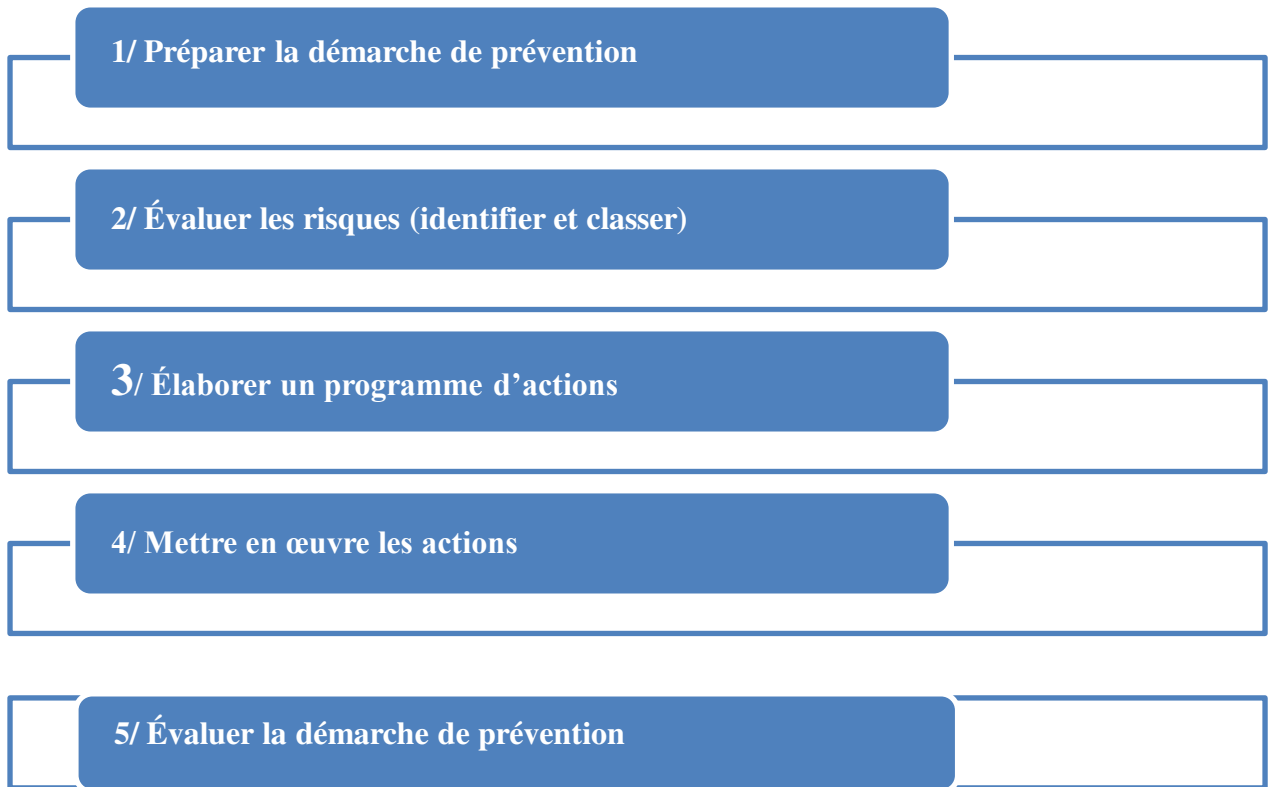 1/ Préparer la démarche de prévention
2/ Évaluer les risques (identifier et classer)
3/ Élaborer un programme d’actions
4/ Mettre en œuvre les actions
5/ Évaluer la démarche de prévention